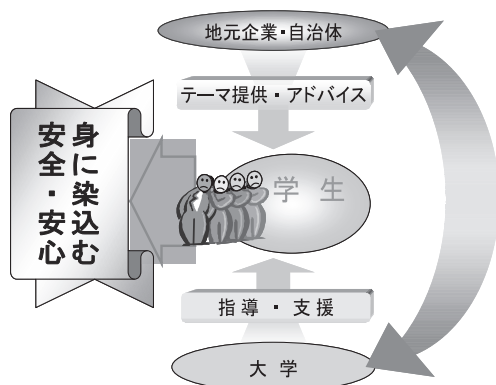 地元企業・自治体
テーマ提供・アドバイス
身に染込む
安全・安心
学生
指導・支援
大学